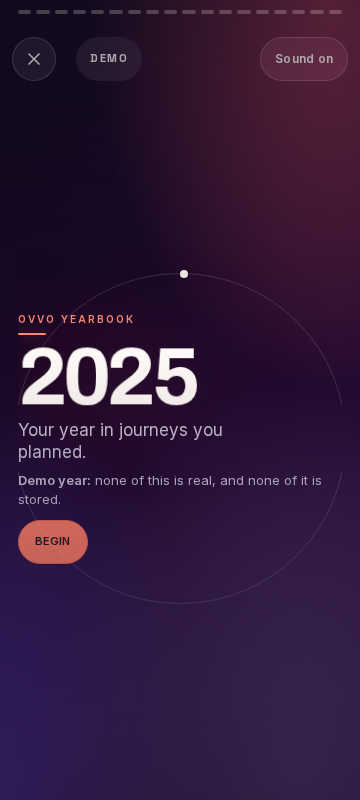 DEMO
Sound on
OVVO YEARBOOK
2025
Your year in journeys you
planned.
Demo year: none of this is real, and none of it is
stored.
BEGIN